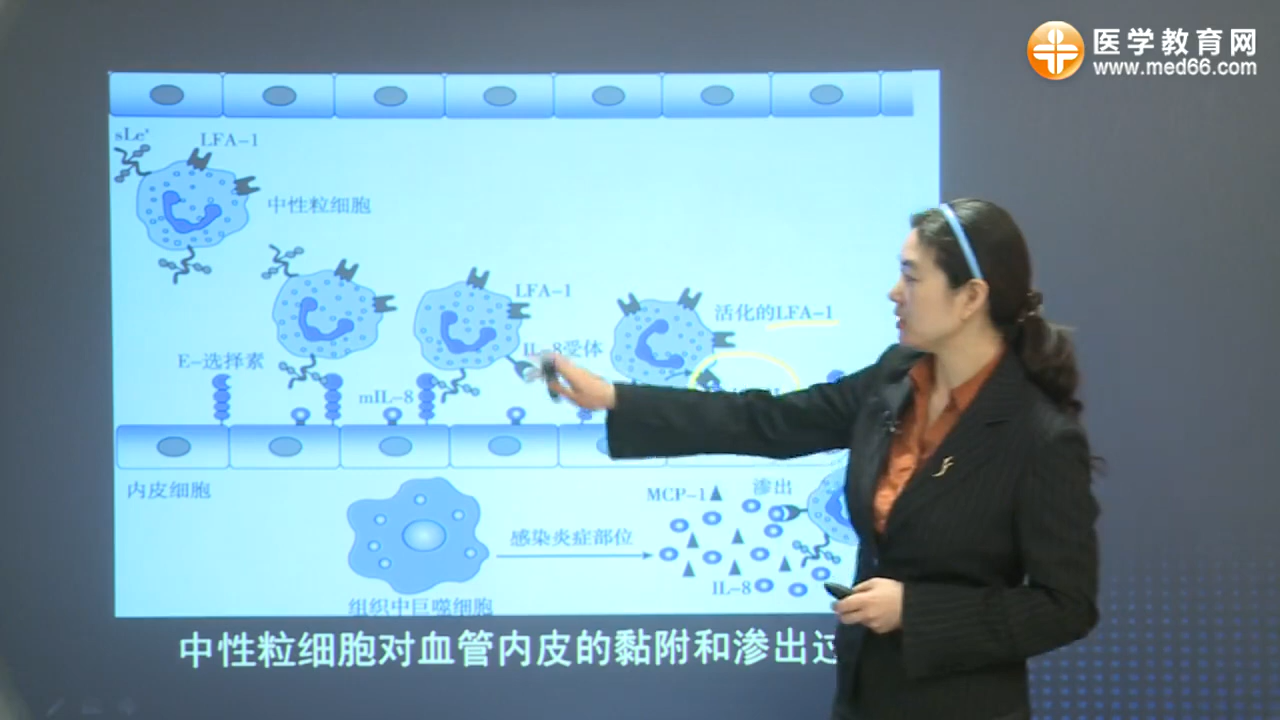 医学教育网
www.med66.com
sLeˣ
LFA-1
中性粒细胞
LFA-1
活化的LFA-1
E-选择素
IL-8受体
mIL-8
内皮细胞
MCP-1
渗出
感染炎症部位
IL-8
组织中巨噬细胞
中性粒细胞对血管内皮的黏附和渗出过